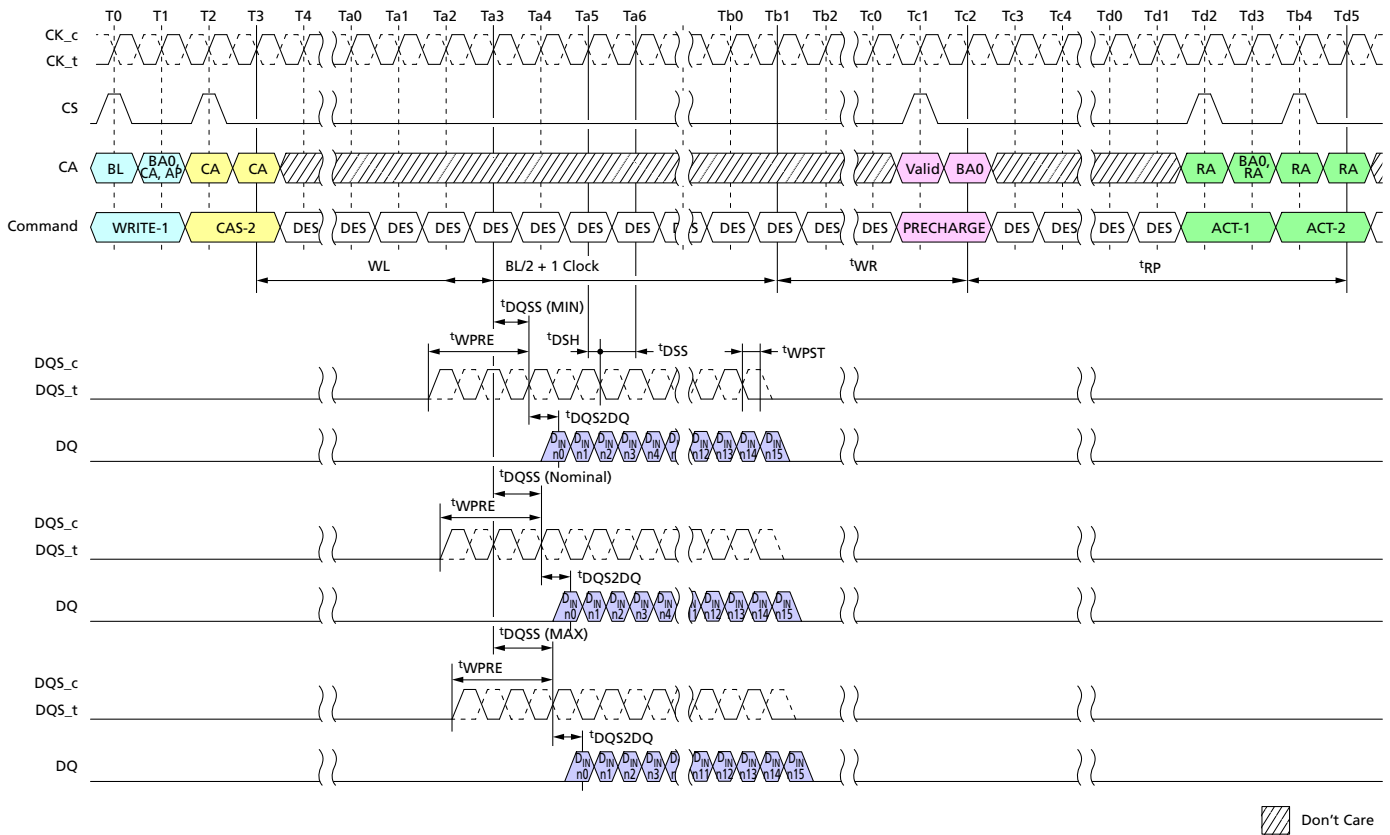 T0 T1 T2 T3 T4 Ta0 Ta1 Ta2 Ta3 Ta4 Ta5 Ta6 Tb0 Tb1 Tb2 Tc0 Tc1 Tc2 Tc3 Tc4 Td0 Td1 Td2 Td3 Tb4 Td5
CK_c
CK_t
CS
CA BL BA0, CA, AP CA CA Valid BA0 RA BA0, RA RA RA
Command WRITE-1 CAS-2 DES DES DES DES DES DES DES DES DES DES DES DES PRECHARGE DES DES DES DES ACT-1 ACT-2
WL BL/2 + 1 Clock tWR tRP
tDQSS (MIN)
tWPRE tDSH tDSS tWPST
DQS_c
DQS_t
tDQS2DQ
DQ DIN n0 DIN n1 DIN n2 DIN n3 DIN n4 DIN n12 DIN n13 DIN n14 DIN n15
tDQSS (Nominal)
tWPRE
DQS_c
DQS_t
tDQS2DQ
DQ DIN n0 DIN n1 DIN n2 DIN n3 DIN n4 DIN n12 DIN n13 DIN n14 DIN n15
tDQSS (MAX)
tWPRE
DQS_c
DQS_t
tDQS2DQ
DQ DIN n0 DIN n1 DIN n2 DIN n3 DIN n11 DIN n12 DIN n13 DIN n14 DIN n15
Don't Care